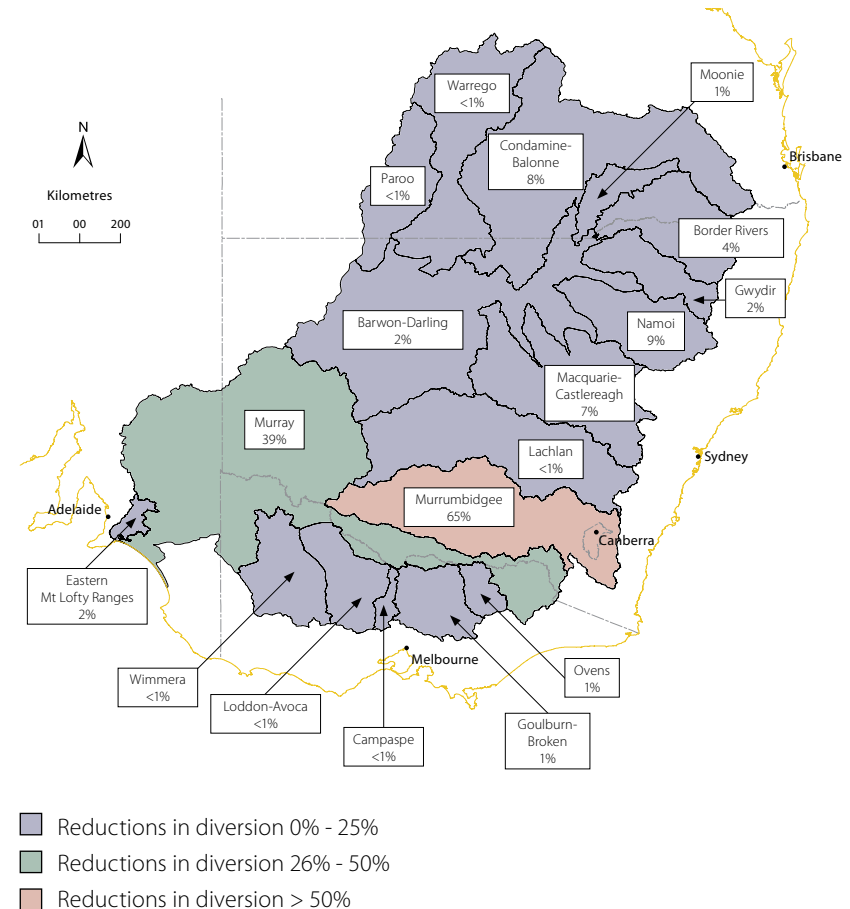 Moonie
1%
Warrego
<1%
N
Condamine-
Balonne
8%
Brisbane
Paroo
<1%
Kilometres
01 00 200
Border Rivers
4%
Gwydir
2%
Barwon-Darling
2%
Namoi
9%
Macquarie-
Castlereagh
7%
Murray
39%
Lachlan
<1%
Sydney
Murrumbidgee
65%
Adelaide
Canberra
Eastern
Mt Lofty Ranges
2%
Melbourne
Wimmera
<1%
Ovens
1%
Loddon-Avoca
<1%
Goulburn-
Broken
1%
Campaspe
<1%
Reductions in diversion 0% - 25%
Reductions in diversion 26% - 50%
Reductions in diversion > 50%